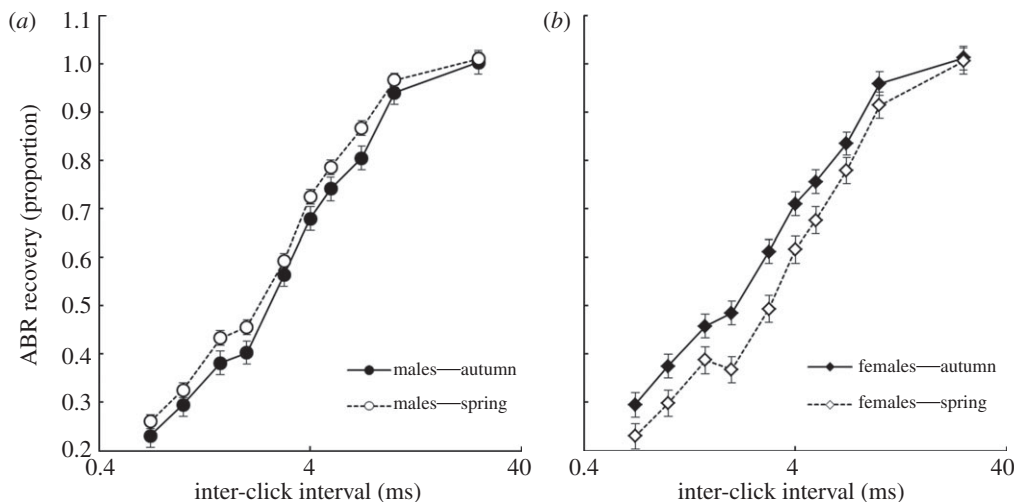 (a)
(b)
1.1
1.0
0.9
0.8
0.7
0.6
0.5
0.4
0.3
0.2
ABR recovery (proportion)
males—autumn
males—spring
0.4
4
40
inter-click interval (ms)
females—autumn
females—spring
0.4
4
40
inter-click interval (ms)